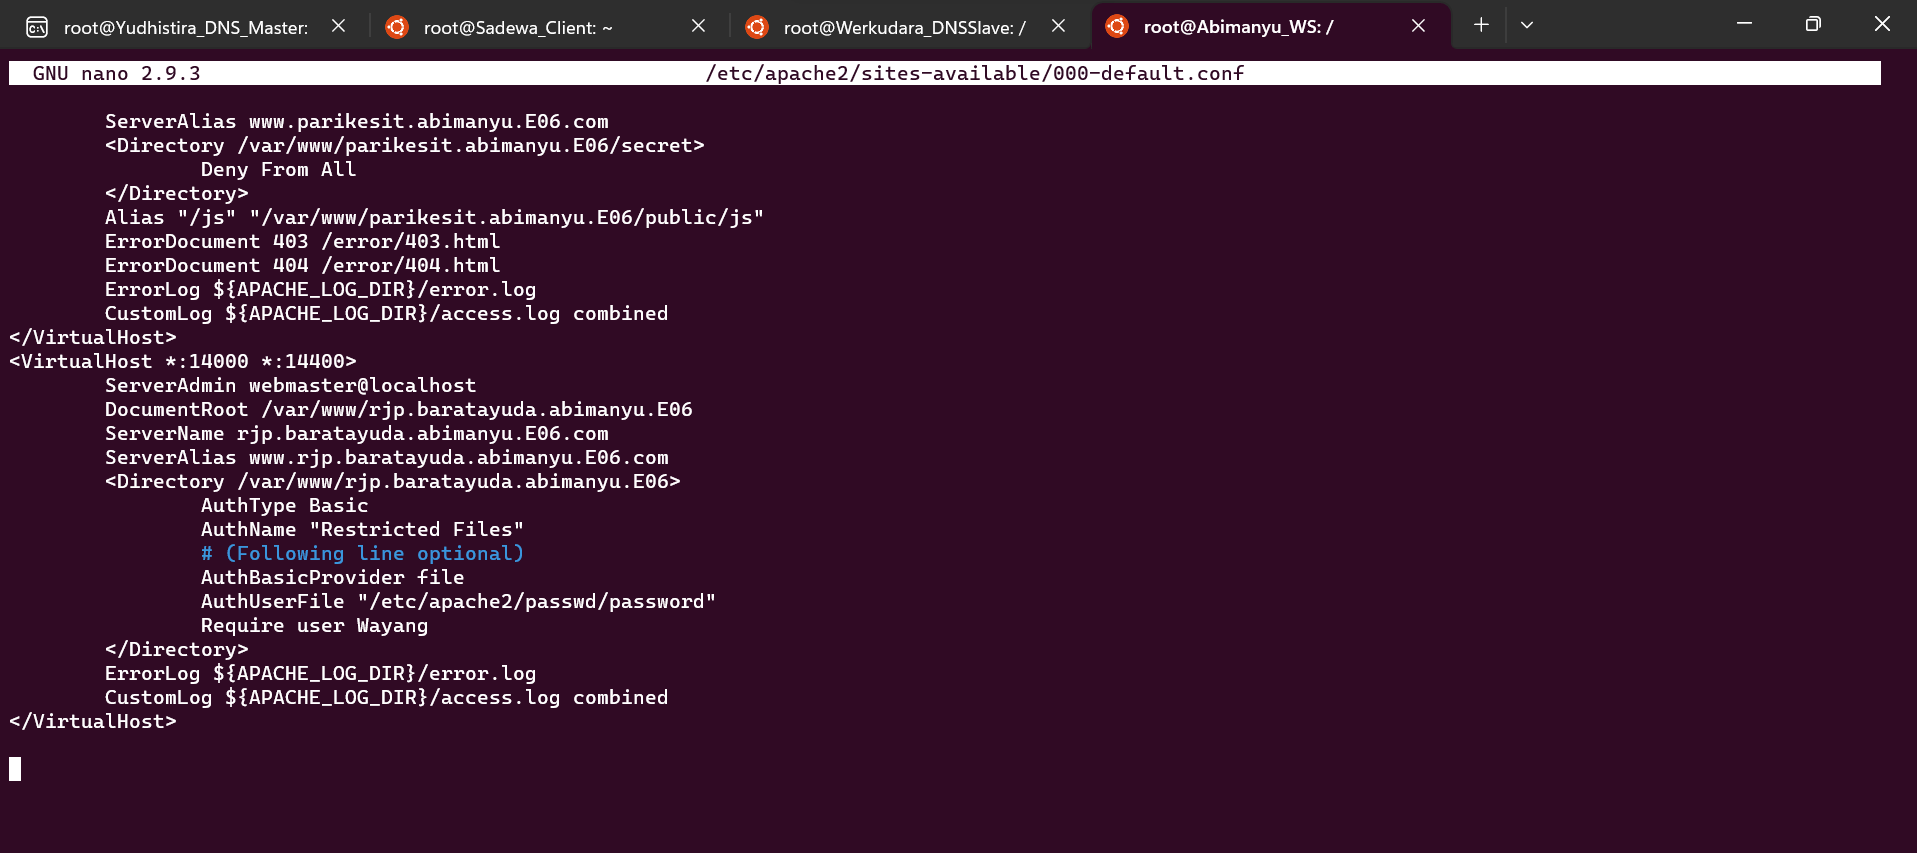 root@Yudhistira_DNS_Master: root@Sadewa_Client: ~ root@Werkudara_DNSSlave: / root@Abimanyu_WS: /
GNU nano 2.9.3 /etc/apache2/sites-available/000-default.conf
ServerAlias www.parikesit.abimanyu.E06.com
<Directory /var/www/parikesit.abimanyu.E06/secret>
Deny From All
</Directory>
Alias "/js" "/var/www/parikesit.abimanyu.E06/public/js"
ErrorDocument 403 /error/403.html
ErrorDocument 404 /error/404.html
ErrorLog ${APACHE_LOG_DIR}/error.log
CustomLog ${APACHE_LOG_DIR}/access.log combined
</VirtualHost>
<VirtualHost *:14000 *:14400>
ServerAdmin webmaster@localhost
DocumentRoot /var/www/rjp.baratayuda.abimanyu.E06
ServerName rjp.baratayuda.abimanyu.E06.com
ServerAlias www.rjp.baratayuda.abimanyu.E06.com
<Directory /var/www/rjp.baratayuda.abimanyu.E06>
AuthType Basic
AuthName "Restricted Files"
# (Following line optional)
AuthBasicProvider file
AuthUserFile "/etc/apache2/passwd/password"
Require user Wayang
</Directory>
ErrorLog ${APACHE_LOG_DIR}/error.log
CustomLog ${APACHE_LOG_DIR}/access.log combined
</VirtualHost>